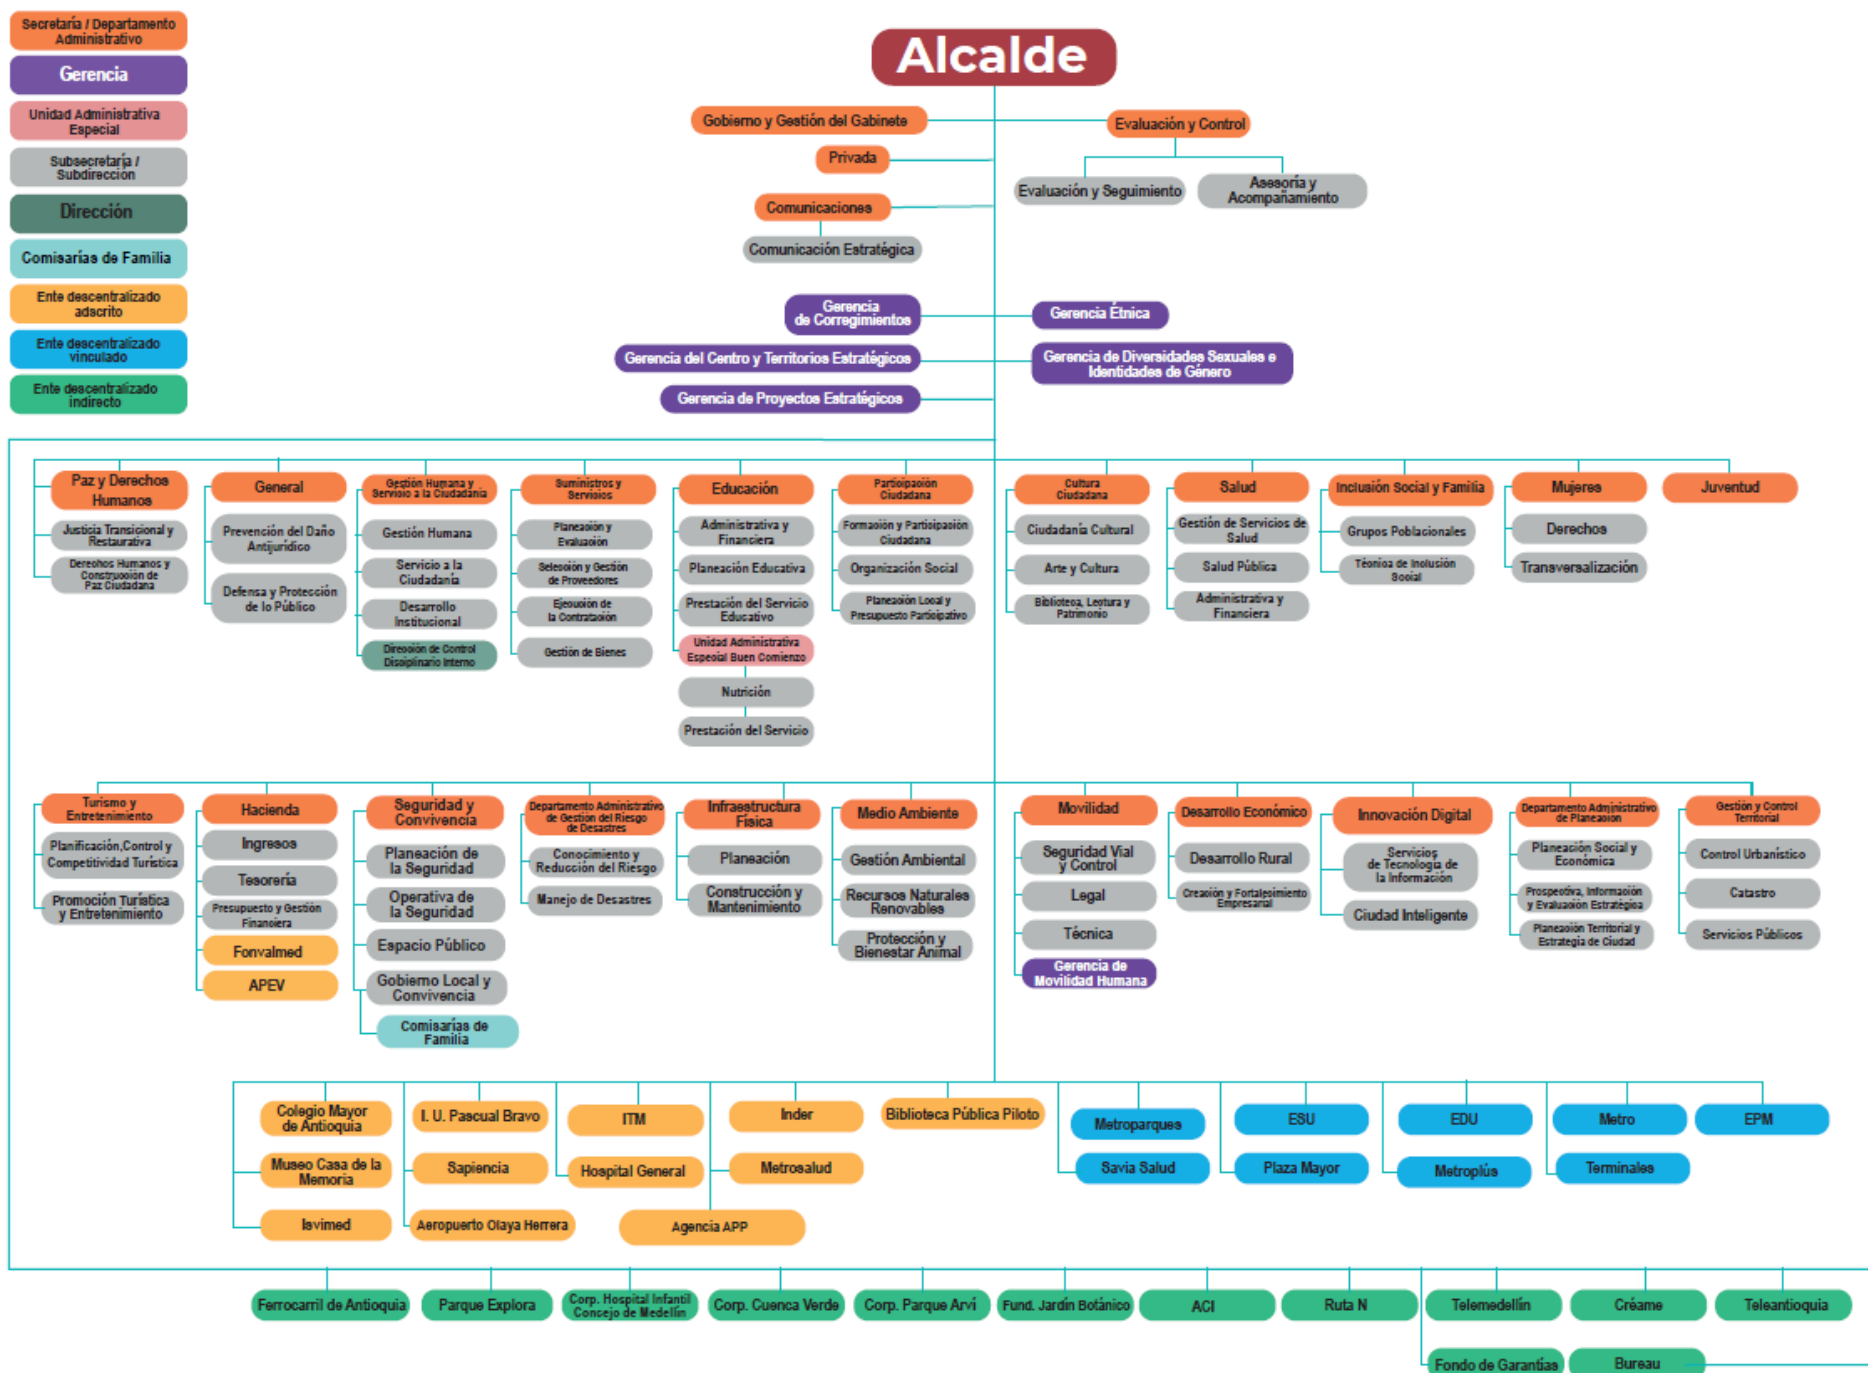 Secretaría / Departamento
Administrativo
Gerencia
Unidad Administrativa
Especial
Subsecretaría /
Subdirección
Dirección
Comisarías de Familia
Ente descentralizado
adscrito
Ente descentralizado
vinculado
Ente descentralizado
indirecto
Alcalde
Gobierno y Gestión del Gabinete
Evaluación y Control
Privada
Evaluación y Seguimiento
Asesoría y
Acompañamiento
Comunicaciones
Comunicación Estratégica
Gerencia
de Corregimientos
Gerencia Étnica
Gerencia del Centro y Territorios Estratégicos
Gerencia de Diversidades Sexuales e
Identidades de Género
Gerencia de Proyectos Estratégicos
Paz y Derechos
Humanos
Justicia Transicional y
Restaurativa
Derechos Humanos y
Construcción de
Paz Ciudadana
General
Prevención del Daño
Antijurídico
Defensa y Protección
de lo Público
Gestión Humana y
Servicio a la Ciudadanía
Gestión Humana
Servicio a la
Ciudadanía
Desarrollo
Institucional
Dirección de Control
Disciplinario Interno
Suministros y
Servicios
Planeación y
Evaluación
Selección y Gestión
de Proveedores
Ejecución de
la Contratación
Gestión de Bienes
Educación
Administrativa y
Financiera
Planeación Educativa
Prestación del Servicio
Educativo
Unidad Administrativa
Especial Buen Comienzo
Nutrición
Prestación del Servicio
Participación
Ciudadana
Formación y Participación
Ciudadana
Organización Social
Planeación Local y
Presupuesto Participativo
Cultura
Ciudadana
Ciudadanía Cultural
Arte y Cultura
Biblioteca, Lectura y
Patrimonio
Salud
Gestión de Servicios de
Salud
Salud Pública
Administrativa y
Financiera
Inclusión Social y Familia
Grupos Poblacionales
Técnica de Inclusión
Social
Mujeres
Derechos
Transversalización
Juventud
Turismo y
Entretenimiento
Planificación,Control y
Competitividad Turística
Promoción Turística
y Entretenimiento
Hacienda
Ingresos
Tesorería
Presupuesto y Gestión
Financiera
Fonvalmed
APEV
Seguridad y
Convivencia
Planeación de
la Seguridad
Operativa de
la Seguridad
Espacio Público
Gobierno Local y
Convivencia
Comisarías de
Familia
Departamento Administrativo
de Gestión del Riesgo
de Desastres
Conocimiento y
Reducción del Riesgo
Manejo de Desastres
Infraestructura
Física
Planeación
Construcción y
Mantenimiento
Medio Ambiente
Gestión Ambiental
Recursos Naturales
Renovables
Protección y
Bienestar Animal
Movilidad
Seguridad Vial
y Control
Legal
Técnica
Gerencia de
Movilidad Humana
Desarrollo Económico
Desarrollo Rural
Creación y Fortalecimiento
Empresarial
Innovación Digital
Servicios
de Tecnología de
la Información
Ciudad Inteligente
Departamento Administrativo
de Planeación
Planeación Social y
Económica
Prospectiva, Información
y Evaluación Estratégica
Planeación Territorial y
Estrategia de Ciudad
Gestión y Control
Territorial
Control Urbanístico
Catastro
Servicios Públicos
Colegio Mayor
de Antioquia
I. U. Pascual Bravo
ITM
Inder
Biblioteca Pública Piloto
Metroparques
ESU
EDU
Metro
EPM
Museo Casa de la
Memoria
Sapiencia
Hospital General
Metrosalud
Savia Salud
Plaza Mayor
Metroplús
Terminales
Isvimed
Aeropuerto Olaya Herrera
Agencia APP
Ferrocarril de Antioquia
Parque Explora
Corp. Hospital Infantil
Concejo de Medellín
Corp. Cuenca Verde
Corp. Parque Arví
Fund. Jardín Botánico
ACI
Ruta N
Telemedellín
Créame
Teleantioquia
Fondo de Garantías
Bureau